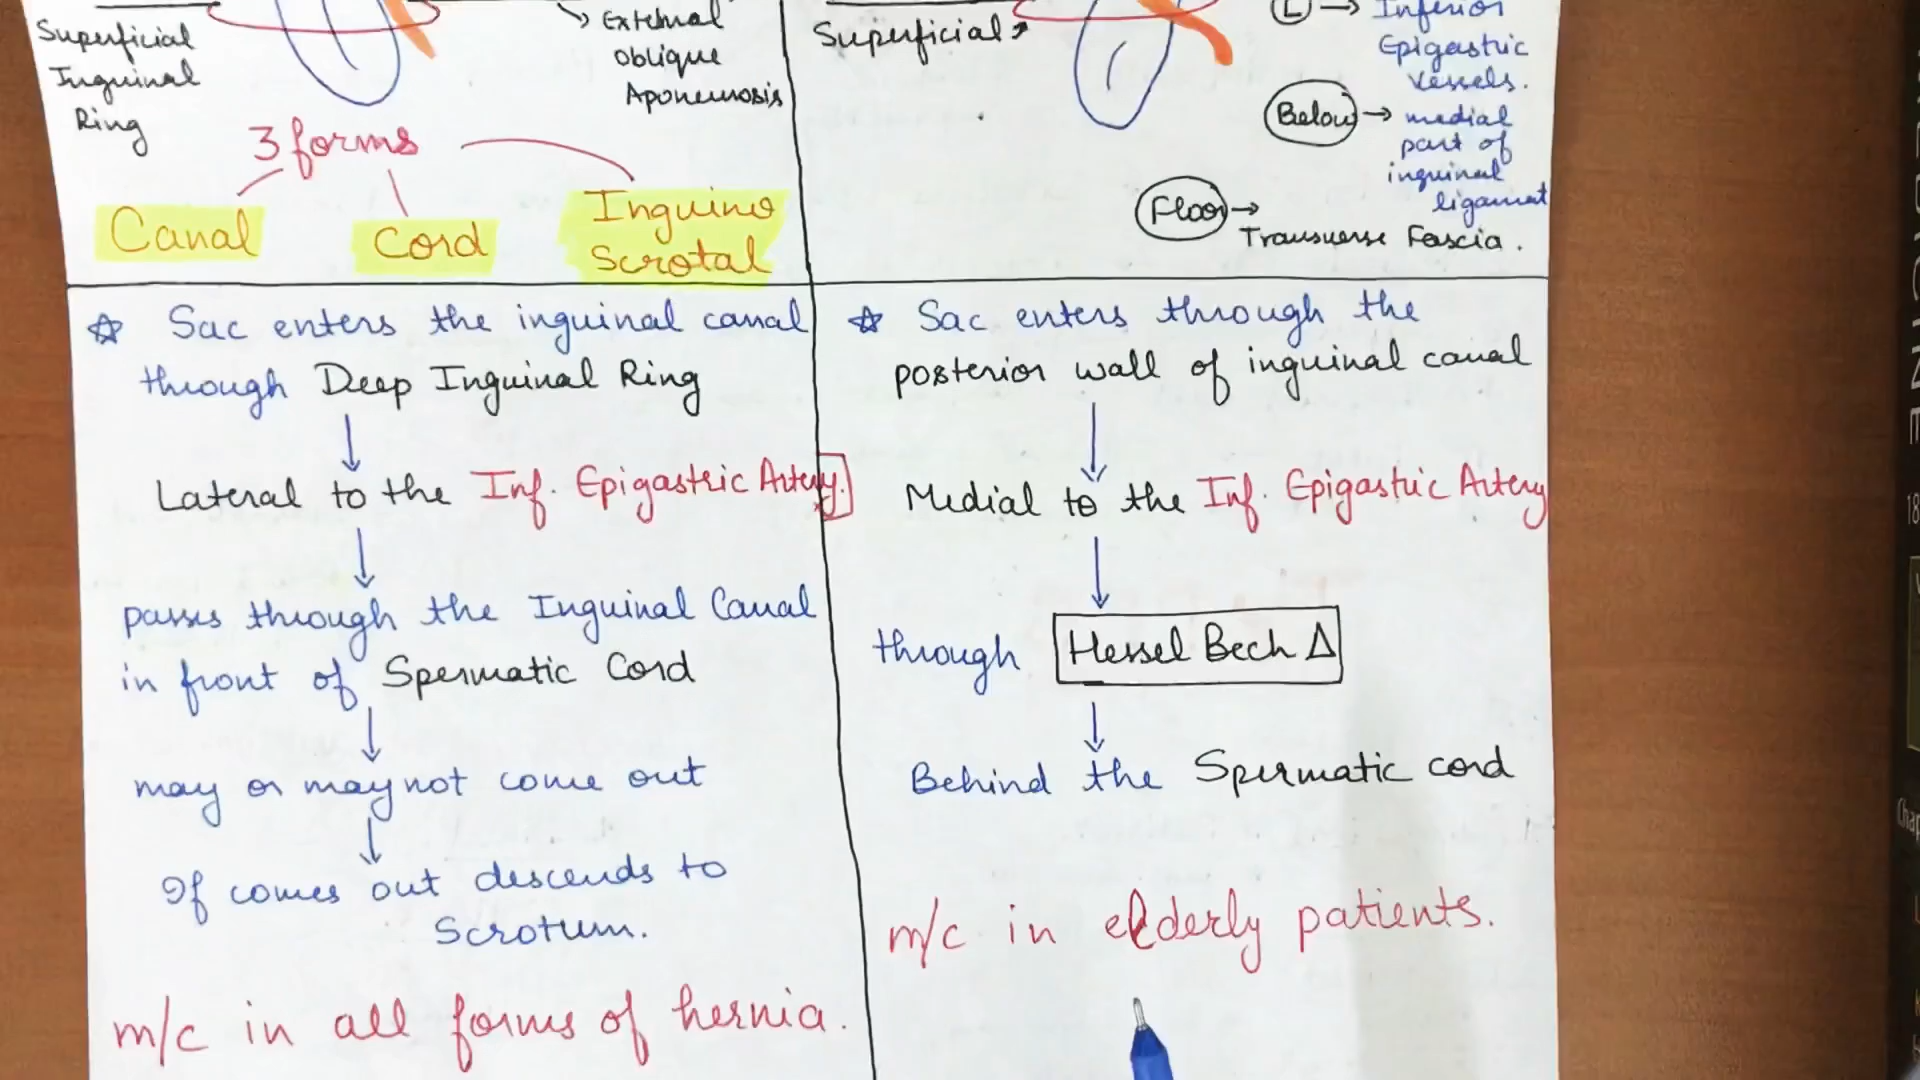 Superficial
Inguinal
Ring
External
oblique
Aponeurosis
3 forms
Canal
Cord
Inguino
Scrotal
☆ Sac enters the inguinal canal
through Deep Inguinal Ring
↓
Lateral to the Inf. Epigastric Artery.
↓
passes through the Inguinal Canal
in front of Spermatic Cord
↓
may or may not come out
↓
If comes out descends to
Scrotum.
m/c in all forms of hernia.
Superficial
L → Inferior
Epigastric
vessels.
Below → medial
part of
inguinal
ligament
Floor →
Transverse Fascia.
☆ Sac enters through the
posterior wall of inguinal canal
↓
Medial to the Inf. Epigastric Artery
↓
through Hessel Bech Δ
↓
Behind the Spermatic cord
m/c in elderly patients.
18
Chap